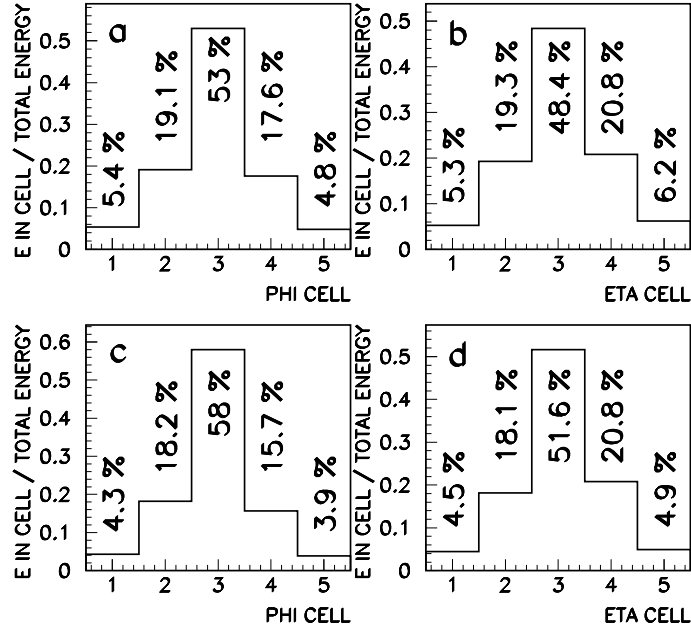 E IN CELL / TOTAL ENERGY
a
0.5
0.4
0.3
0.2
0.1
0
5.4 %
19.1 %
53 %
17.6 %
4.8 %
1 2 3 4 5
PHI CELL
E IN CELL / TOTAL ENERGY
b
0.5
0.4
0.3
0.2
0.1
0
5.3 %
19.3 %
48.4 %
20.8 %
6.2 %
1 2 3 4 5
ETA CELL
E IN CELL / TOTAL ENERGY
c
0.6
0.5
0.4
0.3
0.2
0.1
0
4.3 %
18.2 %
58 %
15.7 %
3.9 %
1 2 3 4 5
PHI CELL
E IN CELL / TOTAL ENERGY
d
0.5
0.4
0.3
0.2
0.1
0
4.5 %
18.1 %
51.6 %
20.8 %
4.9 %
1 2 3 4 5
ETA CELL